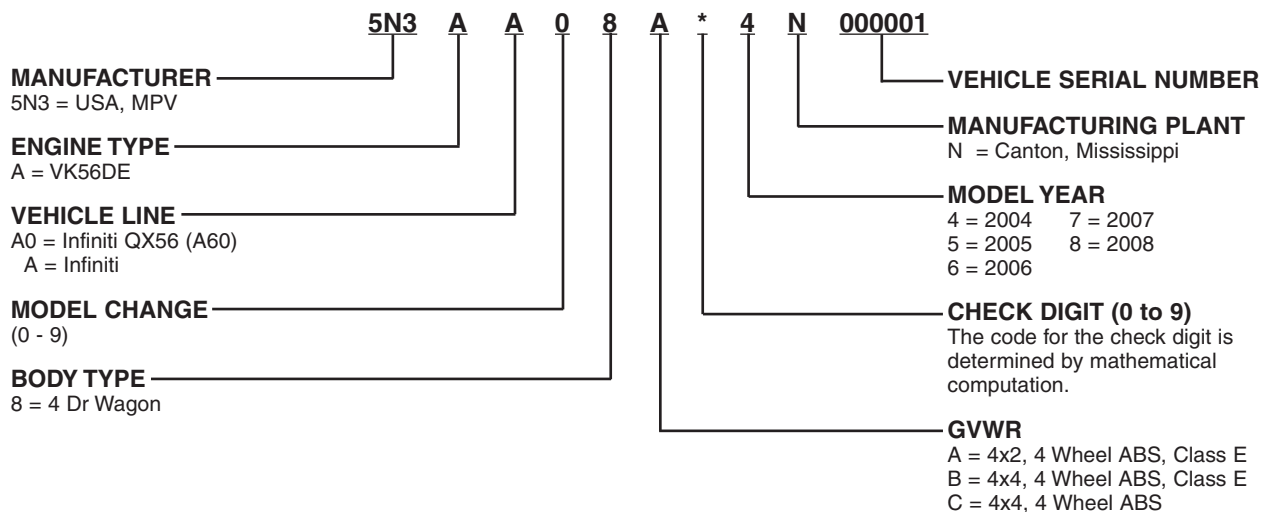 5N3 A A 0 8 A * 4 N 000001
MANUFACTURER
5N3 = USA, MPV
ENGINE TYPE
A = VK56DE
VEHICLE LINE
A0 = Infiniti QX56 (A60)
A = Infiniti
MODEL CHANGE
(0 - 9)
BODY TYPE
8 = 4 Dr Wagon
VEHICLE SERIAL NUMBER
MANUFACTURING PLANT
N = Canton, Mississippi
MODEL YEAR
4 = 2004 7 = 2007
5 = 2005 8 = 2008
6 = 2006
CHECK DIGIT (0 to 9)
The code for the check digit is
determined by mathematical
computation.
GVWR
A = 4x2, 4 Wheel ABS, Class E
B = 4x4, 4 Wheel ABS, Class E
C = 4x4, 4 Wheel ABS